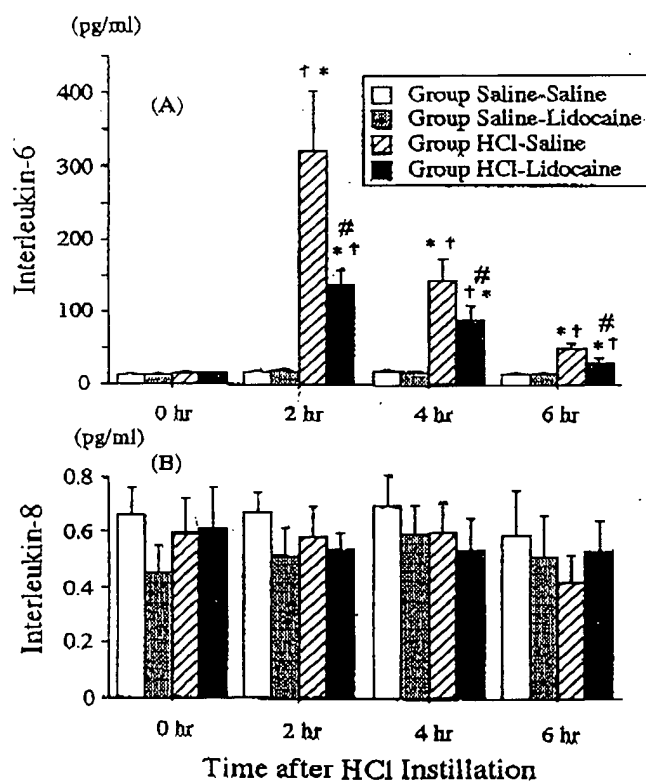 (pg/ml)
Interleukin-6
400
300
150
100
50
0
(A)
† *
#
* †
* †
#
† *
* †
#
* †
Group Saline-Saline
Group Saline-Lidocaine
Group HCl-Saline
Group HCl-Lidocaine
0 hr 2 hr 4 hr 6 hr
(pg/ml)
Interleukin-8
0.8
0.6
0.4
0.2
0
(B)
0 hr 2 hr 4 hr 6 hr
Time after HCl Instillation